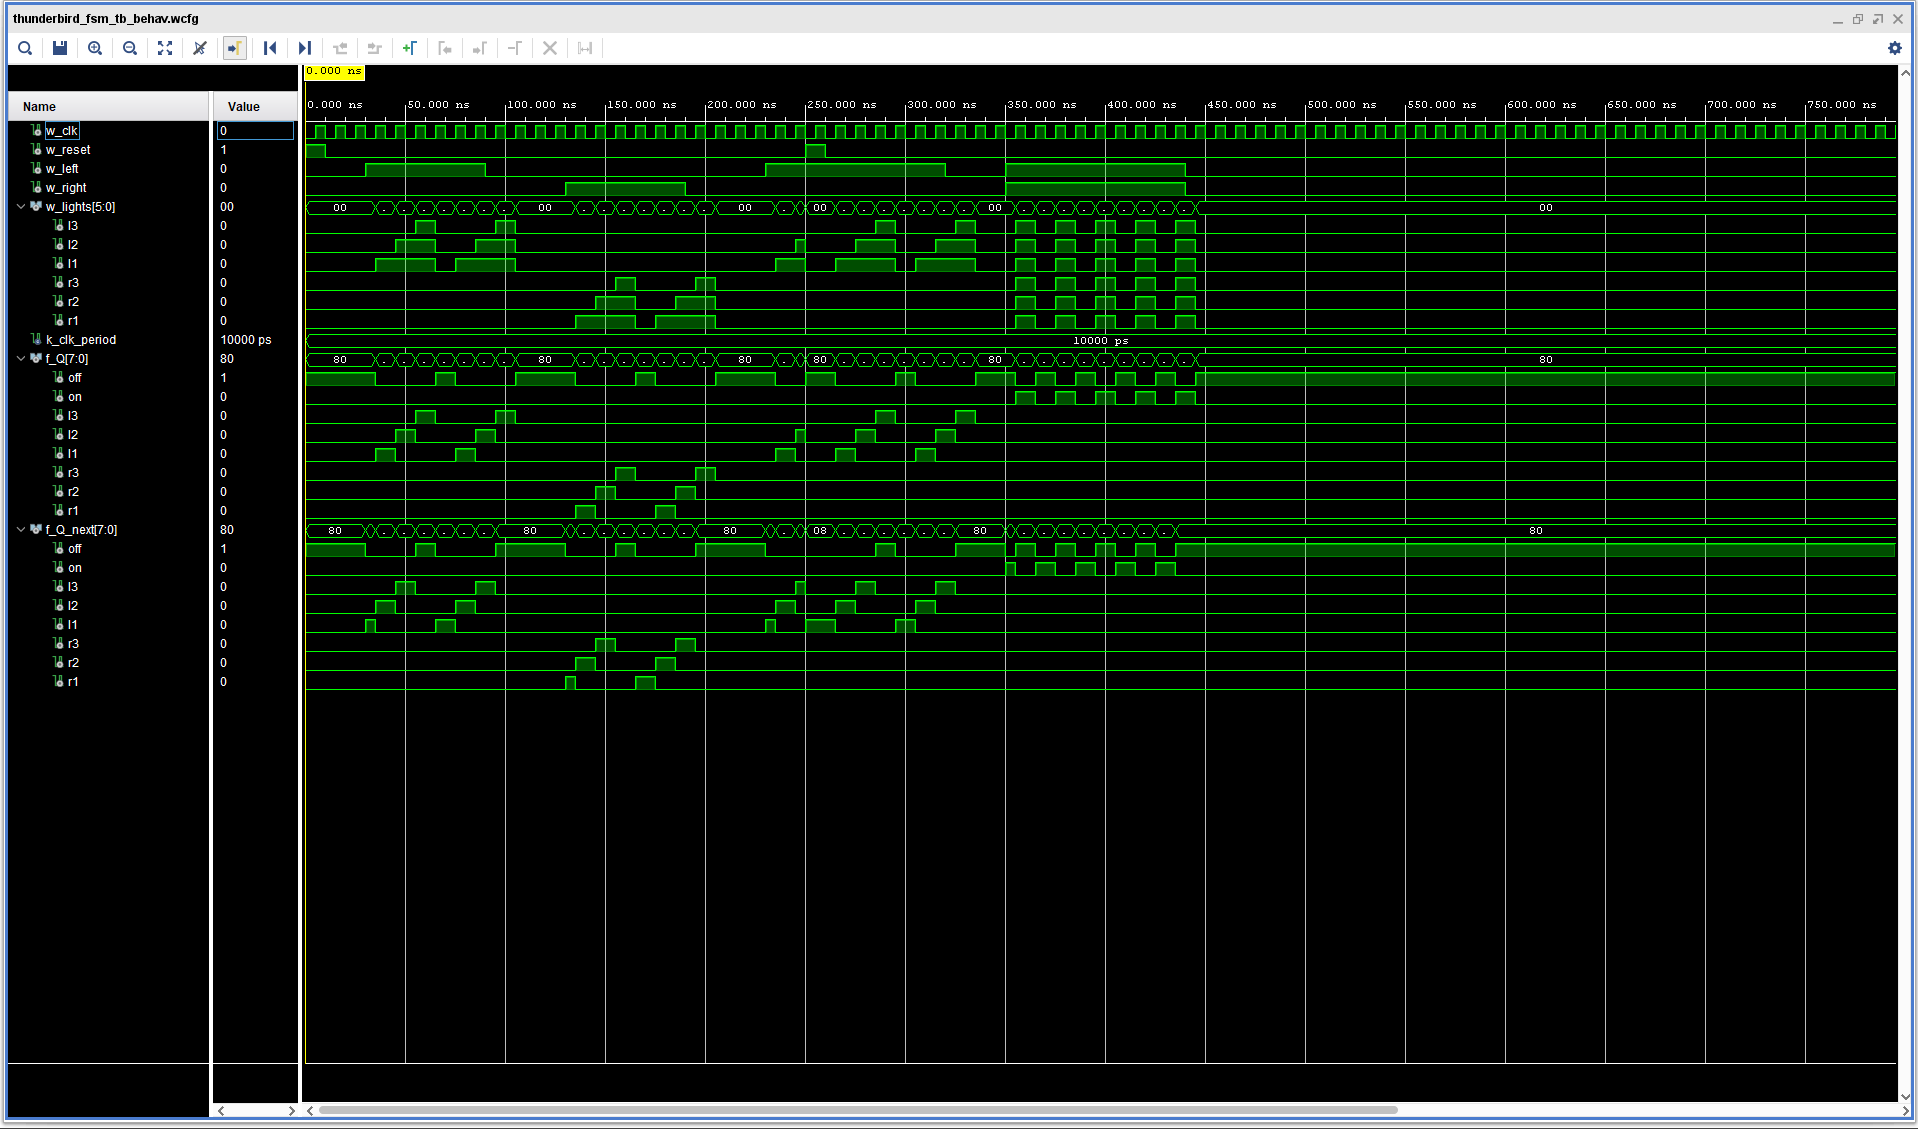 thunderbird_fsm_tb_behav.wcfg
0.000 ns
Name Value
0.000 ns 50.000 ns 100.000 ns 150.000 ns 200.000 ns 250.000 ns 300.000 ns 350.000 ns 400.000 ns 450.000 ns 500.000 ns 550.000 ns 600.000 ns 650.000 ns 700.000 ns 750.000 ns
w_clk 0
w_reset 1
w_left 0
w_right 0
w_lights[5:0] 00 00 . . . . . . . 00 . . . . . . . 00 . . 00 . . . . . . . 00 . . . . . . . . . 00
l3 0
l2 0
l1 0
r3 0
r2 0
r1 0
k_clk_period 10000 ps 10000 ps
f_Q[7:0] 80 80 . . . . . . . 80 . . . . . . . 80 . . 80 . . . . . . . 80 . . . . . . . . . 80
off 1
on 0
l3 0
l2 0
l1 0
r3 0
r2 0
r1 0
f_Q_next[7:0] 80 80 . . . . . . 80 . . . . . . 80 . . 08 . . . . . . 80 . . . . . . . . 80
off 1
on 0
l3 0
l2 0
l1 0
r3 0
r2 0
r1 0